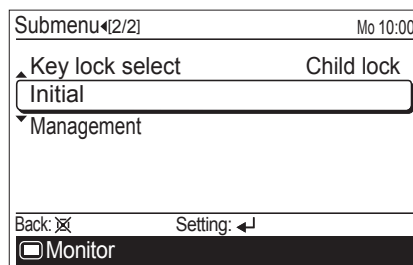 Submenu [2/2] Mo 10:00
Key lock select Child lock
Initial
Management
Back: Setting:
Monitor